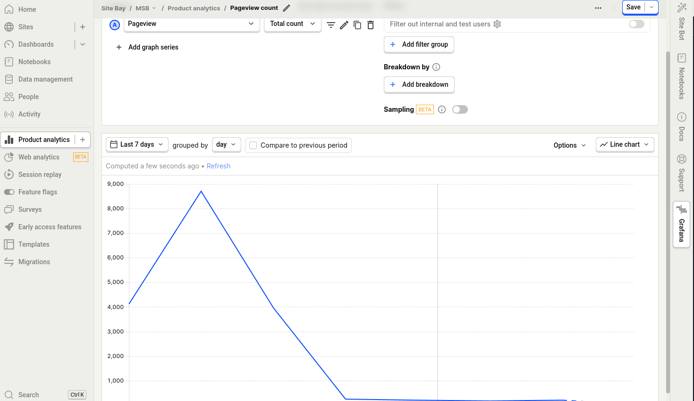 Home
Sites
Dashboards
Notebooks
Data management
People
Activity
Product analytics
Web analytics BETA
Session replay
Feature flags
Surveys
Early access features
Templates
Migrations
Search Ctrl K
Site Bay / MSB / Product analytics / Pageview count
Save
A Pageview Total count
Add graph series
Filter out internal and test users
Add filter group
Breakdown by
Add breakdown
Sampling BETA
Last 7 days grouped by day Compare to previous period Options Line chart
Computed a few seconds ago • Refresh
9,000
8,000
7,000
6,000
5,000
4,000
3,000
2,000
1,000
Site Bot
Notebooks
Docs
Support
Grafana